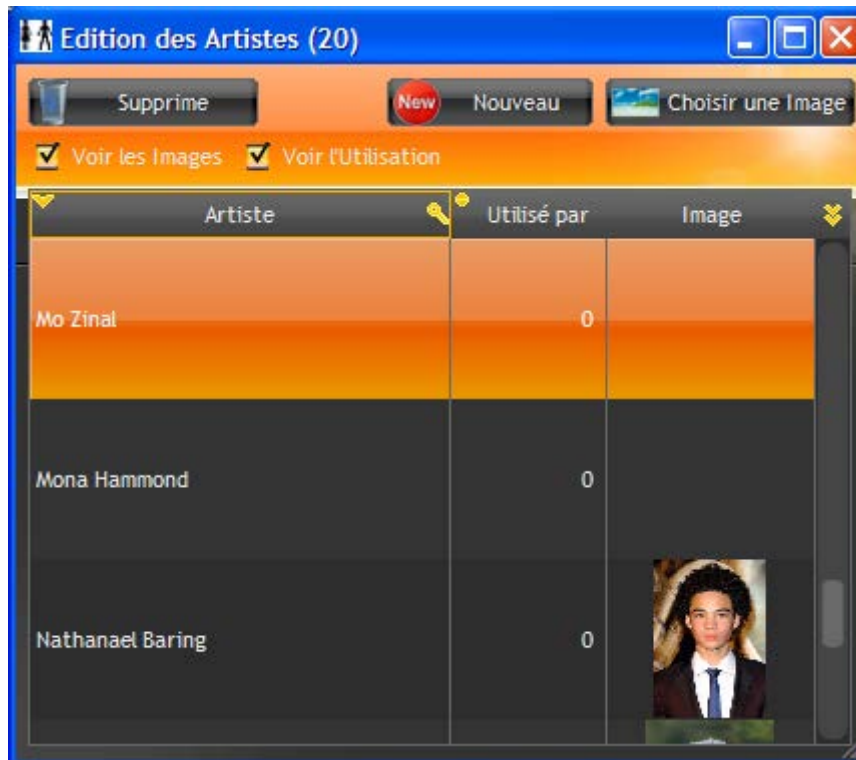 Edition des Artistes (20)
Supprime New Nouveau Choisir une Image
Voir les Images Voir l'Utilisation
Artiste Utilisé par Image
Mo Zinal 0
Mona Hammond 0
Nathanael Baring 0